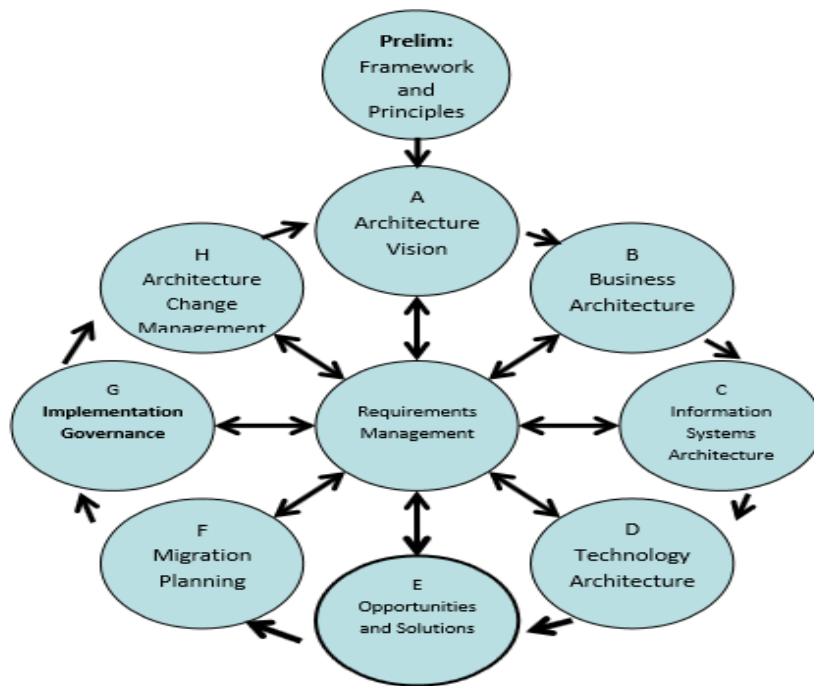 Prelim:
Framework
and
Principles
A
Architecture
Vision
B
Business
Architecture
C
Information
Systems
Architecture
D
Technology
Architecture
E
Opportunities
and Solutions
F
Migration
Planning
G
Implementation
Governance
H
Architecture
Change
Management
Requirements
Management